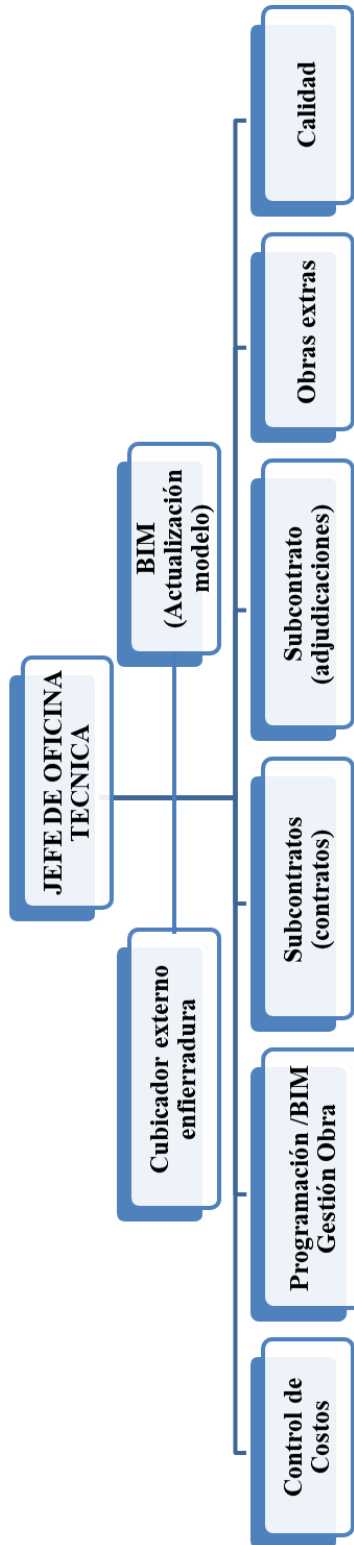 JEFE DE OFICINA
TECNICA
Cubicador externo
enfierradura
BIM
(Actualización
modelo)
Control de
Costos
Programación /BIM
Gestión Obra
Subcontratos
(contratos)
Subcontrato
(adjudicaciones)
Obras extras
Calidad